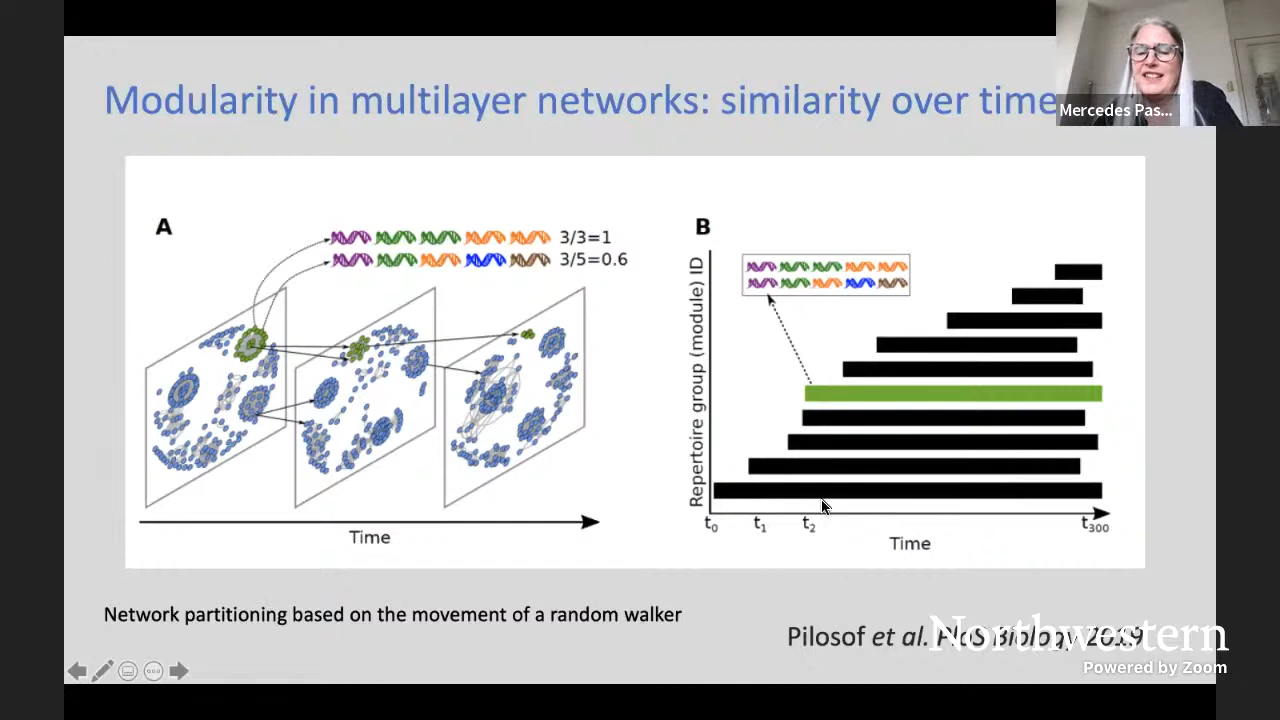 Modularity in multilayer networks: similarity over time
Mercedes Pas...
A
3/3=1
3/5=0.6
Time
B
Repertoire group (module) ID
t0
t1
t2
t300
Time
Network partitioning based on the movement of a random walker
Pilosof et al. PloS Biology 2019
Northwestern
Powered by Zoom